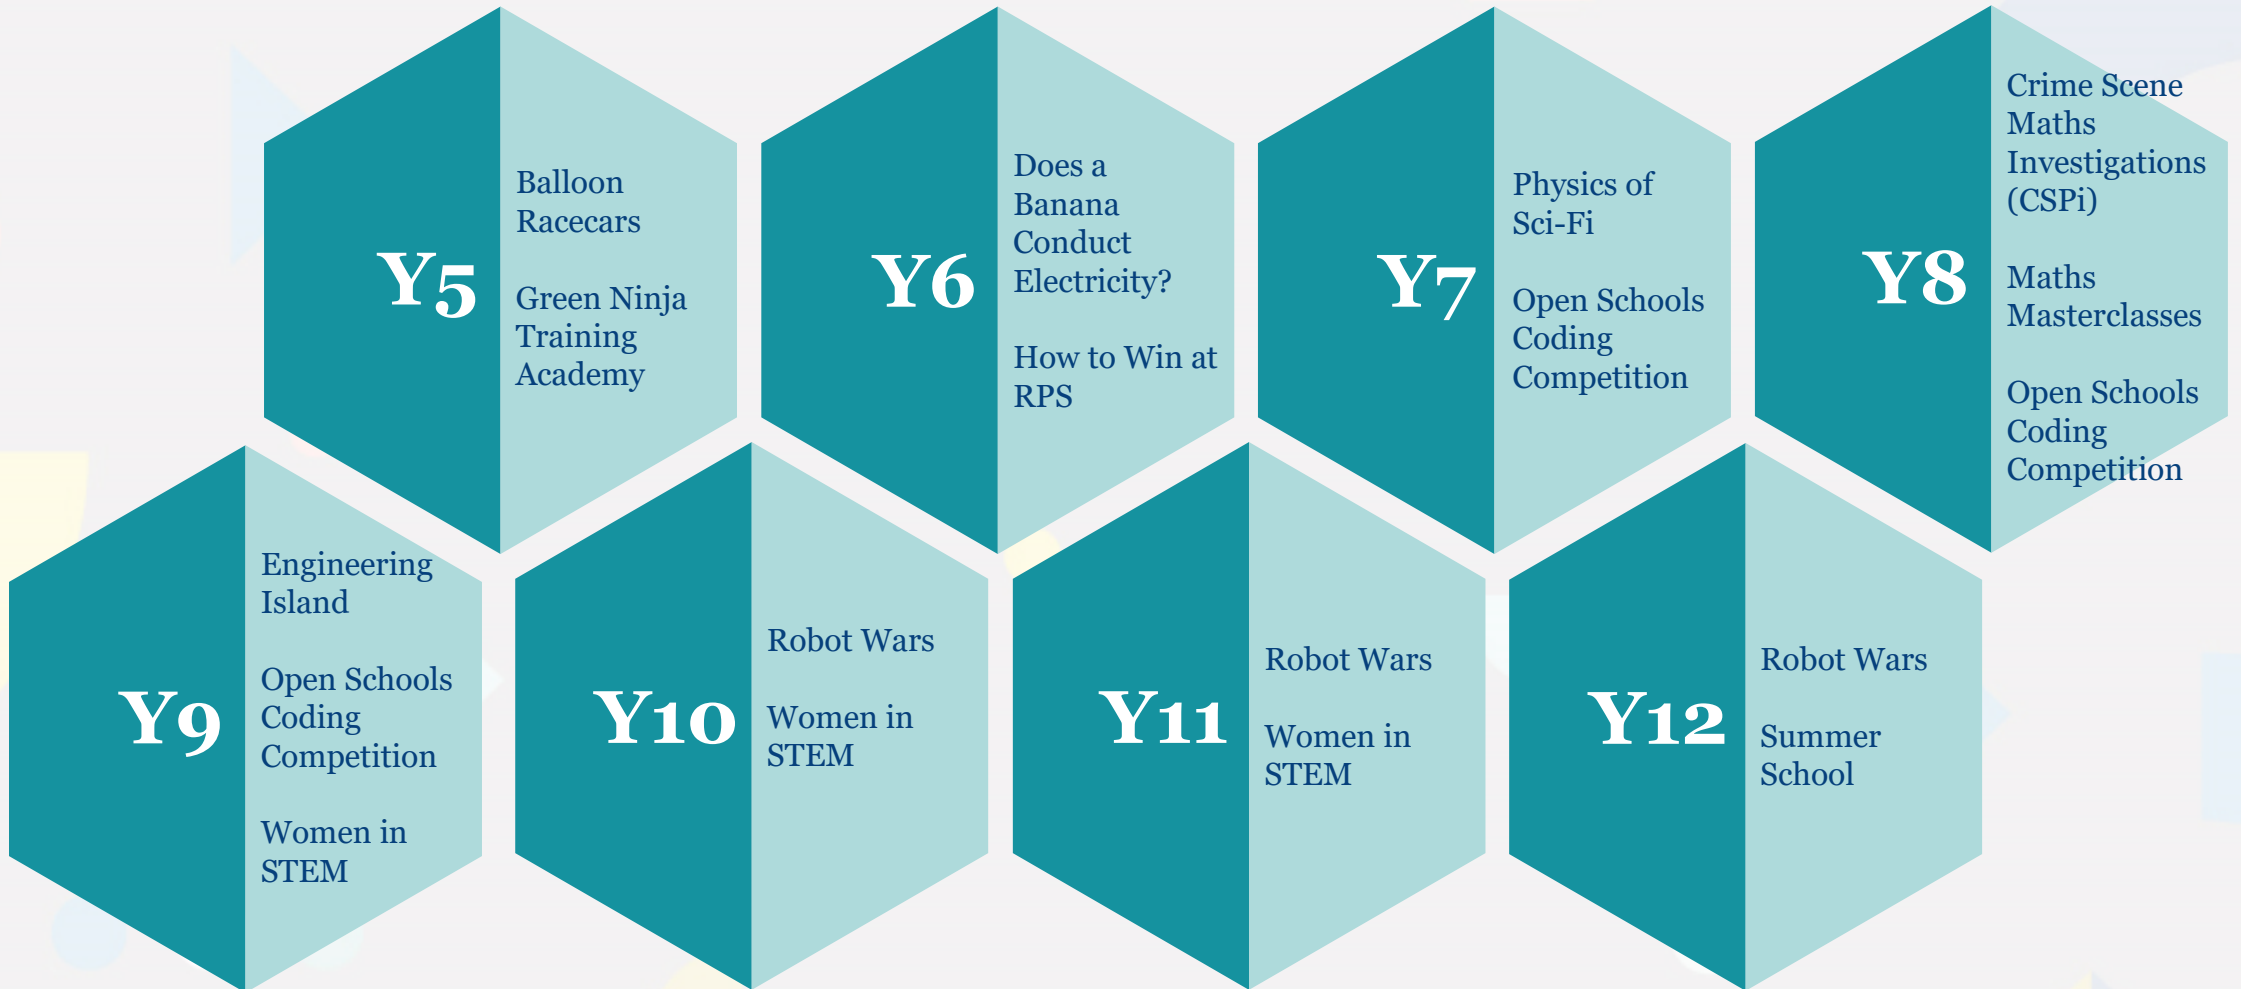 Y5
Balloon
Racecars
Green Ninja
Training
Academy
Y6
Does a
Banana
Conduct
Electricity?
How to Win at
RPS
Y7
Physics of
Sci-Fi
Open Schools
Coding
Competition
Y8
Crime Scene
Maths
Investigations
(CSPi)
Maths
Masterclasses
Open Schools
Coding
Competition
Y9
Engineering
Island
Open Schools
Coding
Competition
Women in
STEM
Y10
Robot Wars
Women in
STEM
Y11
Robot Wars
Women in
STEM
Y12
Robot Wars
Summer
School